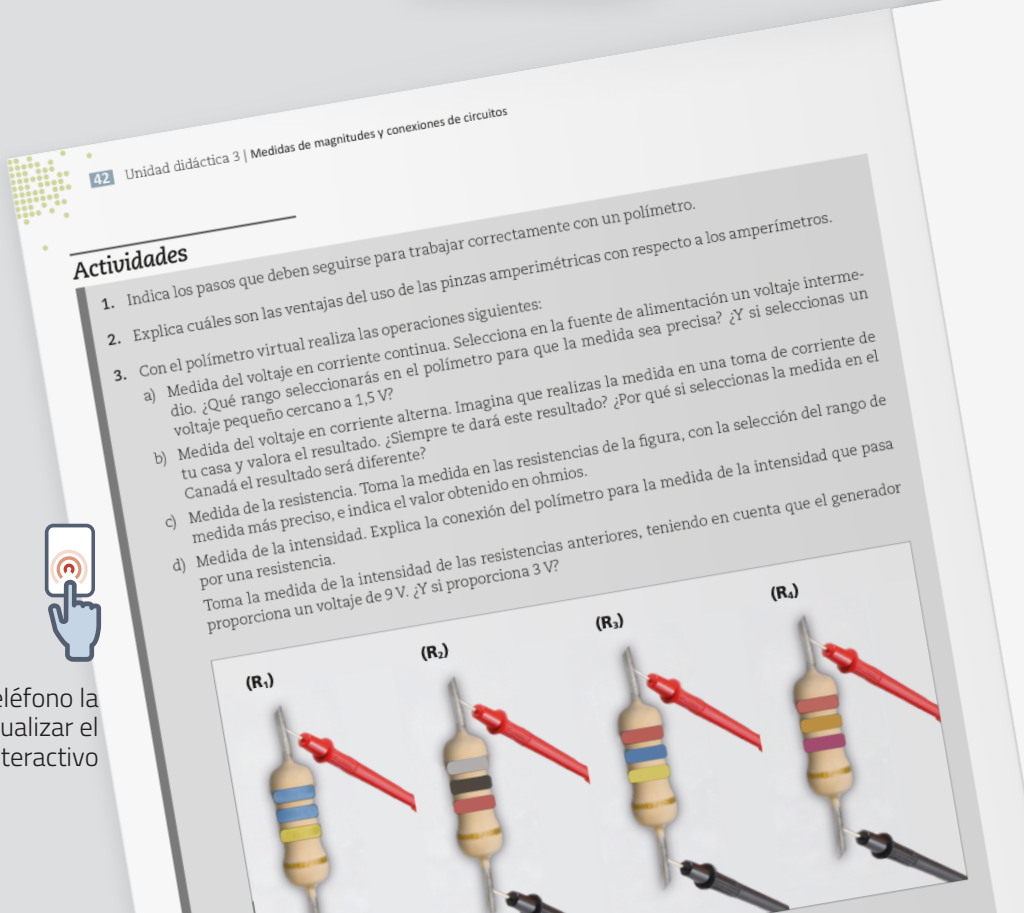 42 Unidad didáctica 3 | Medidas de magnitudes y conexiones de circuitos
Actividades
1. Indica los pasos que deben seguirse para trabajar correctamente con un polímetro.
2. Explica cuáles son las ventajas del uso de las pinzas amperimétricas con respecto a los amperímetros.
3. Con el polímetro virtual realiza las operaciones siguientes:
a) Medida del voltaje en corriente continua. Selecciona en la fuente de alimentación un voltaje interme-
dio. ¿Qué rango seleccionarás en el polímetro para que la medida sea precisa? ¿Y si seleccionas un
voltaje pequeño cercano a 1,5 V?
b) Medida del voltaje en corriente alterna. Imagina que realizas la medida en una toma de corriente de
tu casa y valora el resultado. ¿Siempre te dará este resultado? ¿Por qué si seleccionas la medida en el
Canadá el resultado será diferente?
c) Medida de la resistencia. Toma la medida en las resistencias de la figura, con la selección del rango de
medida más preciso, e indica el valor obtenido en ohmios.
d) Medida de la intensidad. Explica la conexión del polímetro para la medida de la intensidad que pasa
por una resistencia.
Toma la medida de la intensidad de las resistencias anteriores, teniendo en cuenta que el generador
proporciona un voltaje de 9 V. ¿Y si proporciona 3 V?
(R₁)
(R₂)
(R₃)
(R₄)
eléfono la
ualizar el
teractivo